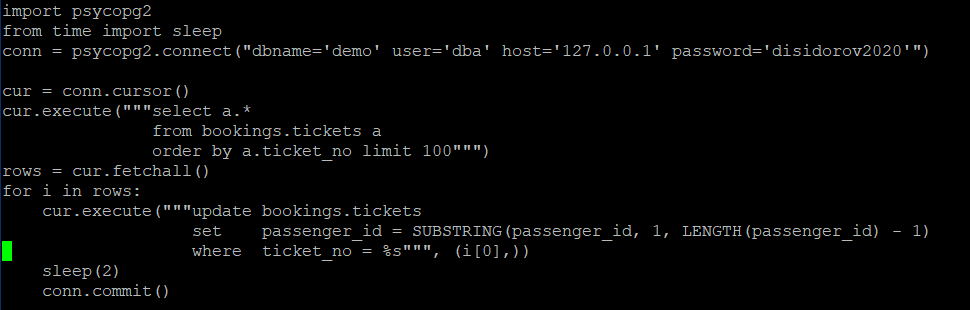 import psycopg2
from time import sleep
conn = psycopg2.connect("dbname='demo' user='dba' host='127.0.0.1' password='disidorov2020'")

cur = conn.cursor()
cur.execute("""select a.*
               from bookings.tickets a
               order by a.ticket_no limit 100""")
rows = cur.fetchall()
for i in rows:
    cur.execute("""update bookings.tickets
                   set    passenger_id = SUBSTRING(passenger_id, 1, LENGTH(passenger_id) - 1)
                   where  ticket_no = %s""", (i[0],))
    sleep(2)
    conn.commit()